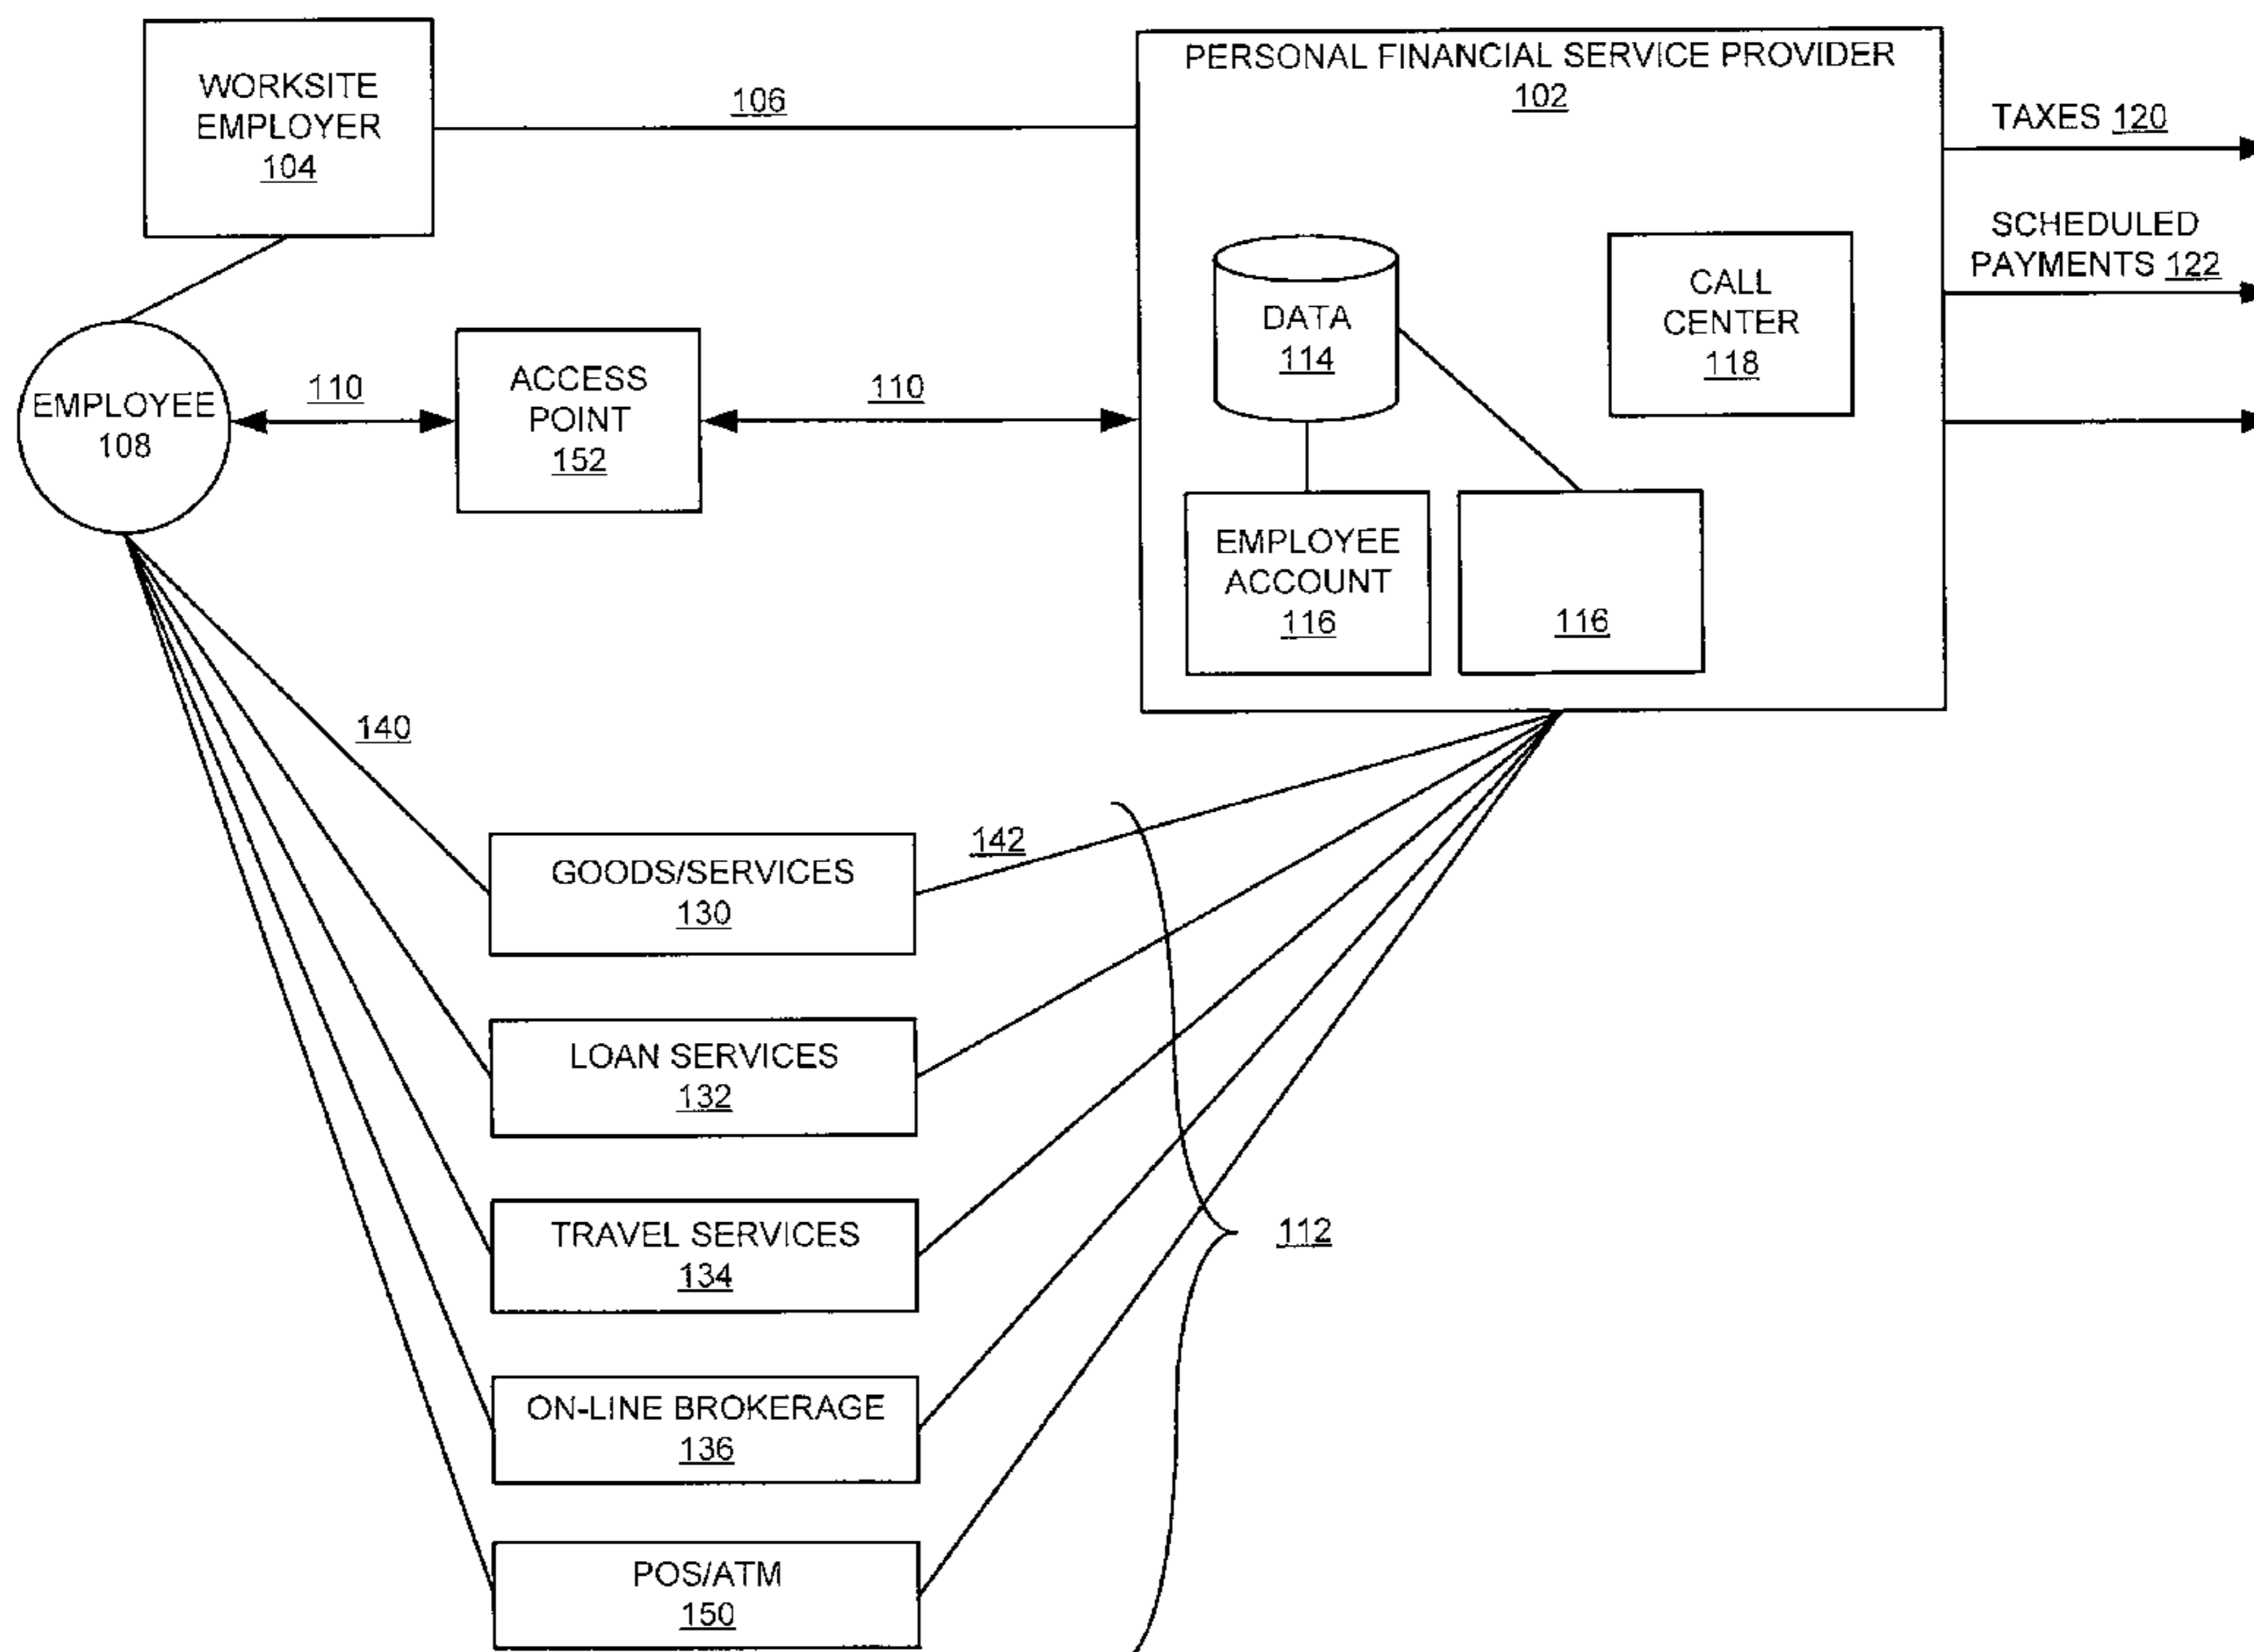 WORKSITE
EMPLOYER
104
106
PERSONAL FINANCIAL SERVICE PROVIDER
102
TAXES 120
SCHEDULED
PAYMENTS 122
DATA
114
CALL
CENTER
118
EMPLOYEE
108
110
ACCESS
POINT
152
110
EMPLOYEE
ACCOUNT
116
116
140
142
GOODS/SERVICES
130
LOAN SERVICES
132
TRAVEL SERVICES
134
112
ON-LINE BROKERAGE
136
POS/ATM
150